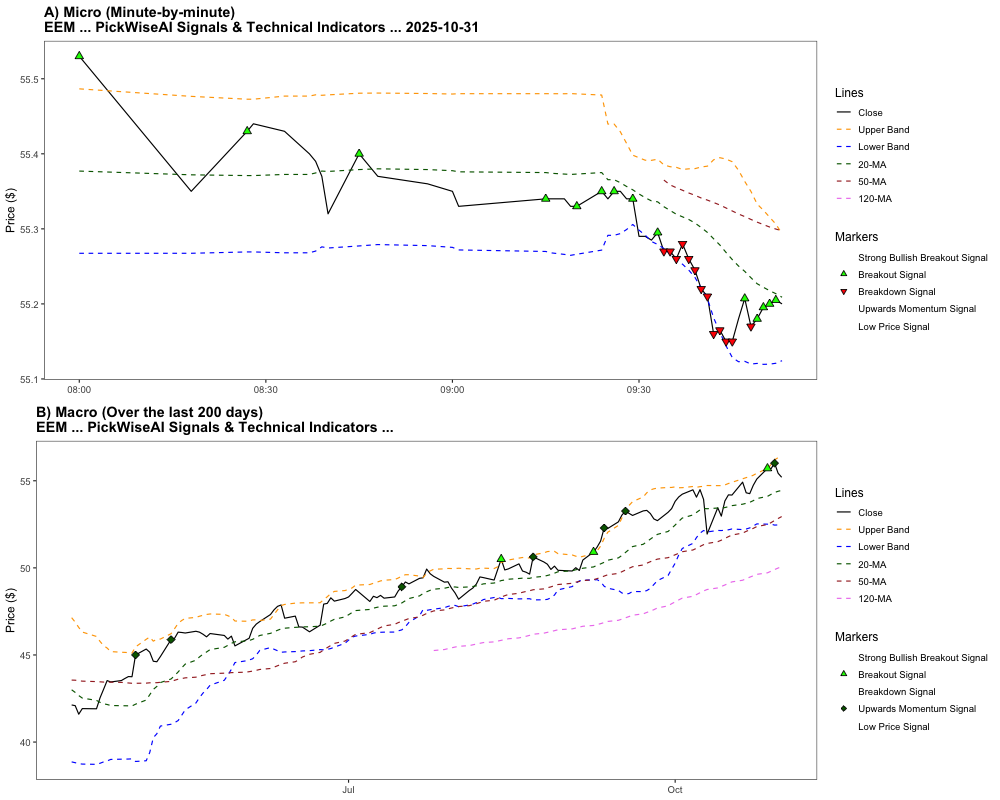 A) Micro (Minute-by-minute)
EEM ... PickWiseAI Signals & Technical Indicators ... 2025-10-31
Price ($)
55.5
55.4
55.3
55.2
55.1
08:00
08:30
09:00
09:30
Lines
Close
Upper Band
Lower Band
20-MA
50-MA
120-MA
Markers
Strong Bullish Breakout Signal
Breakout Signal
Breakdown Signal
Upwards Momentum Signal
Low Price Signal
B) Macro (Over the last 200 days)
EEM ... PickWiseAI Signals & Technical Indicators ...
Price ($)
55
50
45
40
Jul
Oct
Lines
Close
Upper Band
Lower Band
20-MA
50-MA
120-MA
Markers
Strong Bullish Breakout Signal
Breakout Signal
Breakdown Signal
Upwards Momentum Signal
Low Price Signal